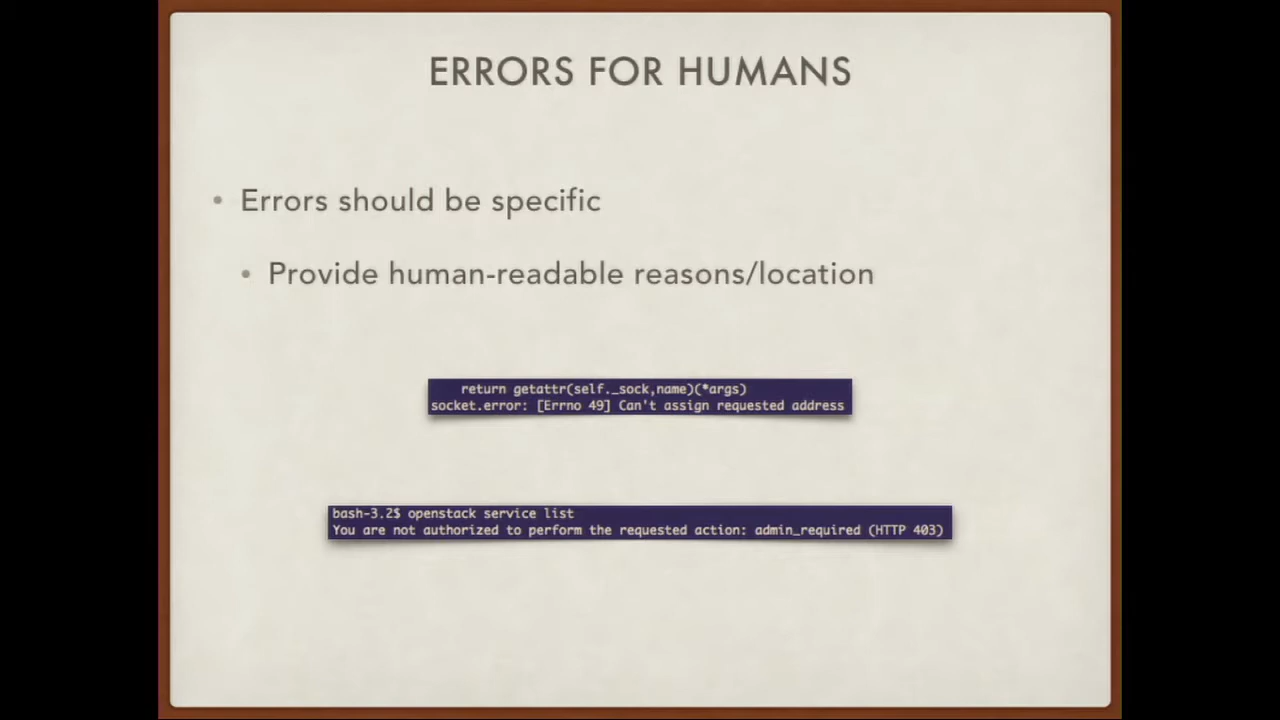 ERRORS FOR HUMANS
• Errors should be specific
• Provide human-readable reasons/location
return getattr(self._sock,name)(*args)
socket.error: [Errno 49] Can't assign requested address
bash-3.2$ openstack service list
You are not authorized to perform the requested action: admin_required (HTTP 403)